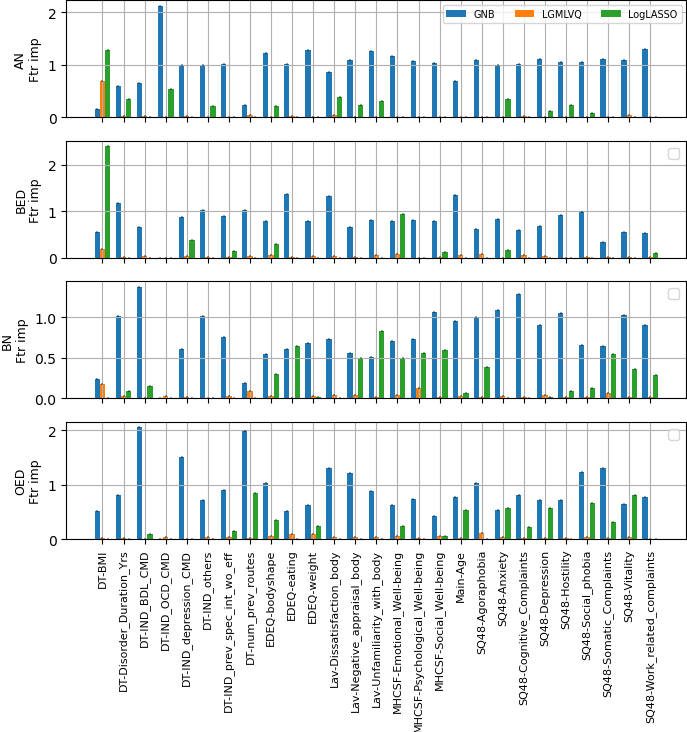 GNB LGMLVQ LogLASSO
AN
Ftr imp
2
1
0
BED
Ftr imp
2
1
0
BN
Ftr imp
1.0
0.5
0.0
OED
Ftr imp
2
1
0
DT-BMI
DT-Disorder_Duration_Yrs
DT-IND_BDL_CMD
DT-IND_OCD_CMD
DT-IND_depression_CMD
DT-IND_others
DT-IND_prev_spec_int_wo_eff
DT-num_prev_routes
EDEQ-bodyshape
EDEQ-eating
EDEQ-weight
Lav-Dissatisfaction_body
Lav-Negative_appraisal_body
Lav-Unfamiliarity_with_body
MHCSF-Emotional_Well-being
MHCSF-Psychological_Well-being
MHCSF-Social_Well-being
Main-Age
SQ48-Agoraphobia
SQ48-Anxiety
SQ48-Cognitive_Complaints
SQ48-Depression
SQ48-Hostility
SQ48-Social_phobia
SQ48-Somatic_Complaints
SQ48-Vitality
SQ48-Work_related_complaints